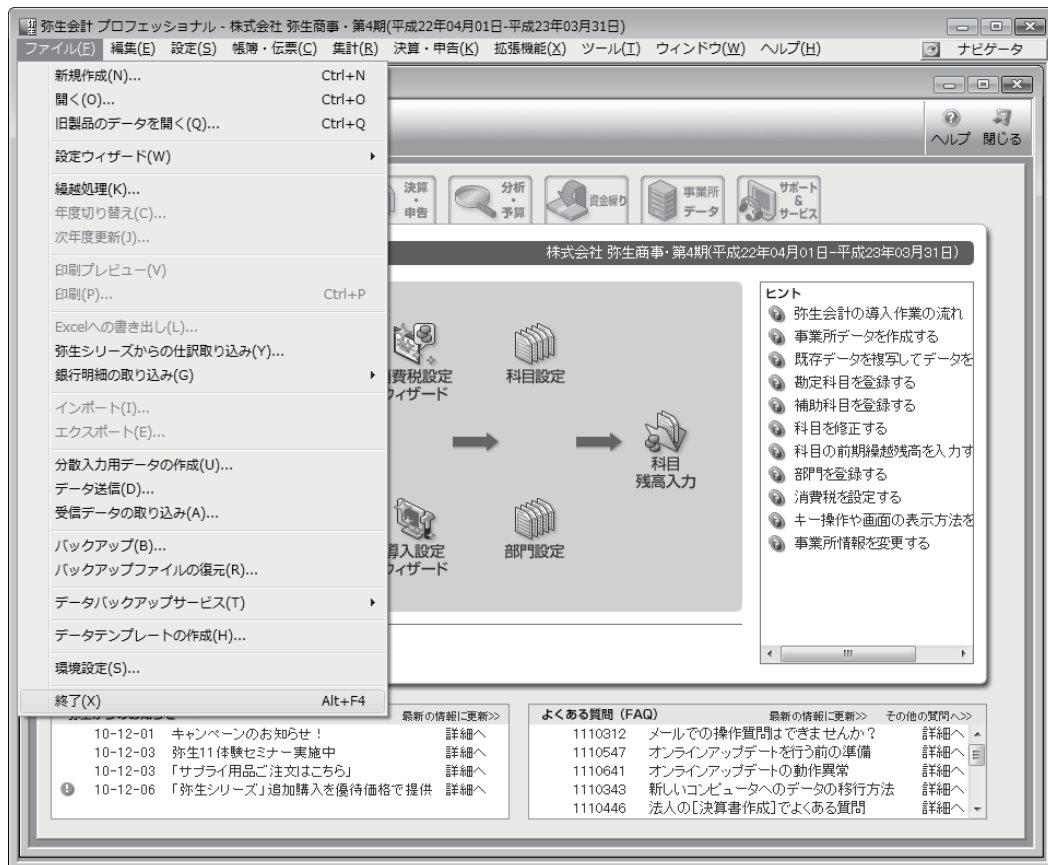 弥生会計 プロフェッショナル - 株式会社 弥生商事・第4期(平成22年04月01日-平成23年03月31日)
ファイル(F) 編集(E) 設定(S) 帳簿・伝票(C) 集計(R) 決算・申告(K) 拡張機能(X) ツール(T) ウィンドウ(W) ヘルプ(H) ナビゲータ
新規作成(N)... Ctrl+N
開く(O)... Ctrl+O
旧製品のデータを開く(Q)... Ctrl+Q
設定ウィザード(W)
繰越処理(K)...
年度切り替え(C)...
次年度更新(J)...
印刷プレビュー(V)
印刷(P)... Ctrl+P
Excelへの書き出し(L)...
弥生シリーズからの仕訳取り込み(Y)...
銀行明細の取り込み(G)
インポート(I)...
エクスポート(E)...
分散入力用データの作成(U)...
データ送信(D)...
受信データの取り込み(A)...
バックアップ(B)...
バックアップファイルの復元(R)...
データバックアップサービス(T)
データテンプレートの作成(H)...
環境設定(S)...
終了(X) Alt+F4
ヘルプ 閉じる
決算・申告
分析・予算
資金繰り
事業所データ
サポート&サービス
株式会社 弥生商事・第4期(平成22年04月01日-平成23年03月31日)
消費税設定
ウィザード
科目設定
科目
残高入力
導入設定
ウィザード
部門設定
ヒント
弥生会計の導入作業の流れ
事業所データを作成する
既存データを複写してデータを
勘定科目を登録する
補助科目を登録する
科目を修正する
科目の前期繰越残高を入力す
部門を登録する
消費税を設定する
キー操作や画面の表示方法を
事業所情報を変更する
弥生からのお知らせ 最新の情報に更新>>
10-12-01 キャンペーンのお知らせ！ 詳細へ
10-12-03 弥生11体験セミナー実施中 詳細へ
10-12-03 「サプライ用品ご注文はこちら」 詳細へ
10-12-06 「弥生シリーズ」追加購入を優待価格で提供 詳細へ
よくある質問（FAQ） 最新の情報に更新>> その他の質問へ>>
1110312 メールでの操作質問はできませんか？ 詳細へ
1110547 オンラインアップデートを行う前の準備 詳細へ
1110641 オンラインアップデートの動作異常 詳細へ
1110343 新しいコンピュータへのデータの移行方法 詳細へ
1110446 法人の[決算書作成]でよくある質問 詳細へ